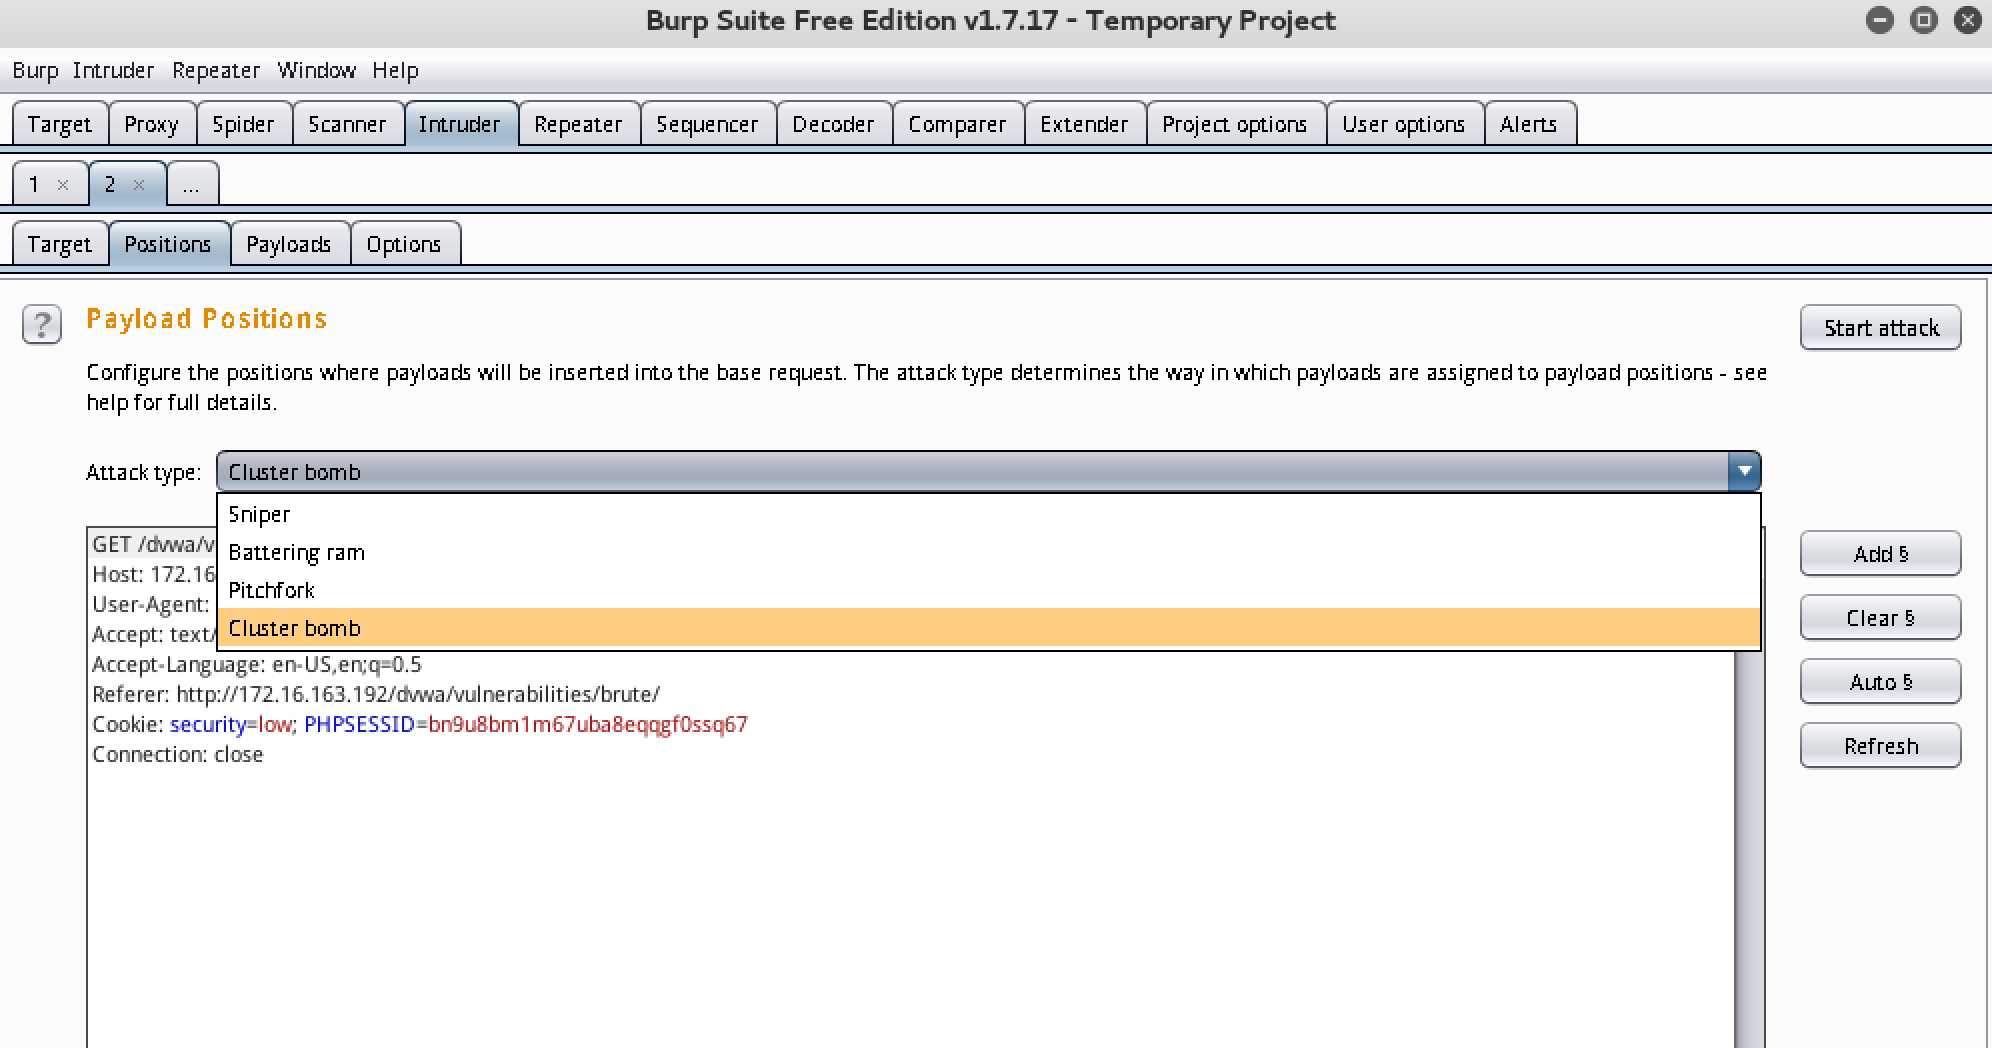 Burp Suite Free Edition v1.7.17 - Temporary Project
Burp Intruder Repeater Window Help
Target Proxy Spider Scanner Intruder Repeater Sequencer Decoder Comparer Extender Project options User options Alerts
1 × 2 × ...
Target Positions Payloads Options
? Payload Positions
Start attack
Configure the positions where payloads will be inserted into the base request. The attack type determines the way in which payloads are assigned to payload positions - see
help for full details.
Attack type: Cluster bomb
Sniper
Battering ram
Pitchfork
Cluster bomb
GET /dvwa/v
Host: 172.16
User-Agent:
Accept: text/
Accept-Language: en-US,en;q=0.5
Referer: http://172.16.163.192/dvwa/vulnerabilities/brute/
Cookie: security=low; PHPSESSID=bn9u8bm1m67uba8eqqgf0ssq67
Connection: close
Add §
Clear §
Auto §
Refresh